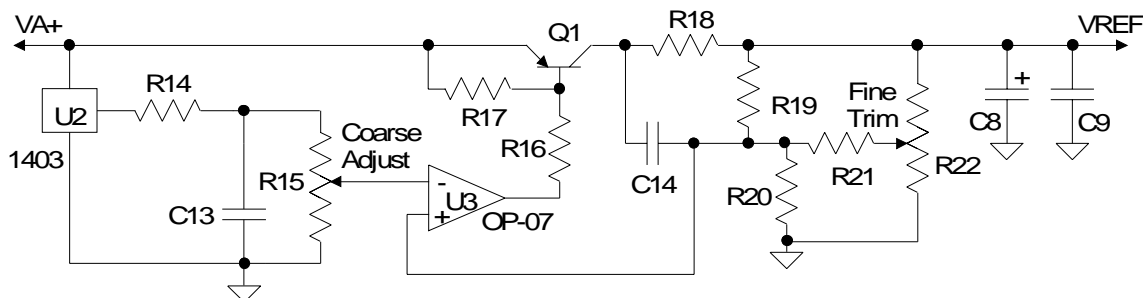 VA+
Q1
R18
VREF
U2
1403
R14
R17
R19
Fine
Trim
+
C8
C9
Coarse
Adjust
R16
R15
C13
-
U3
+
OP-07
C14
R20
R21
R22